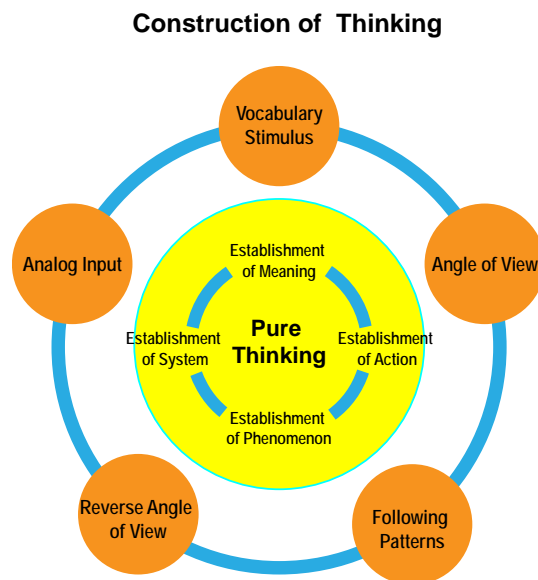 Construction of Thinking
Vocabulary
Stimulus
Analog Input
Angle of View
Establishment
of Meaning
Pure
Thinking
Establishment
of System
Establishment
of Action
Establishment
of Phenomenon
Reverse Angle
of View
Following
Patterns